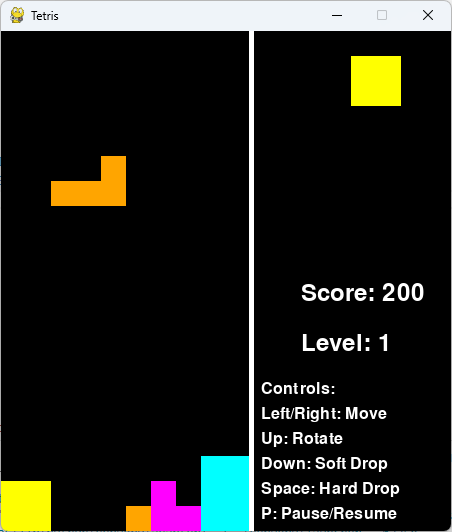 Tetris
Score: 200
Level: 1
Controls:
Left/Right: Move
Up: Rotate
Down: Soft Drop
Space: Hard Drop
P: Pause/Resume